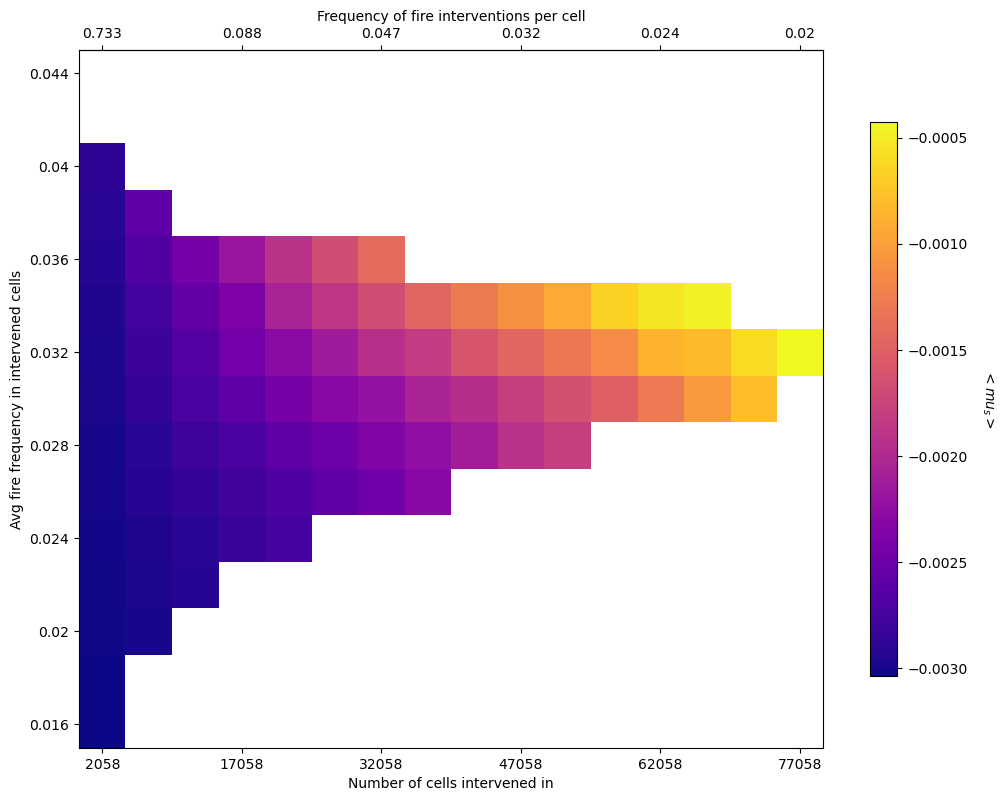 Frequency of fire interventions per cell
0.733 0.088 0.047 0.032 0.024 0.02
Avg fire frequency in intervened cells
0.044
0.04
0.036
0.032
0.028
0.024
0.02
0.016
2058 17058 32058 47058 62058 77058
Number of cells intervened in
−0.0005
−0.0010
−0.0015
−0.0020
−0.0025
−0.0030
< mu_s >